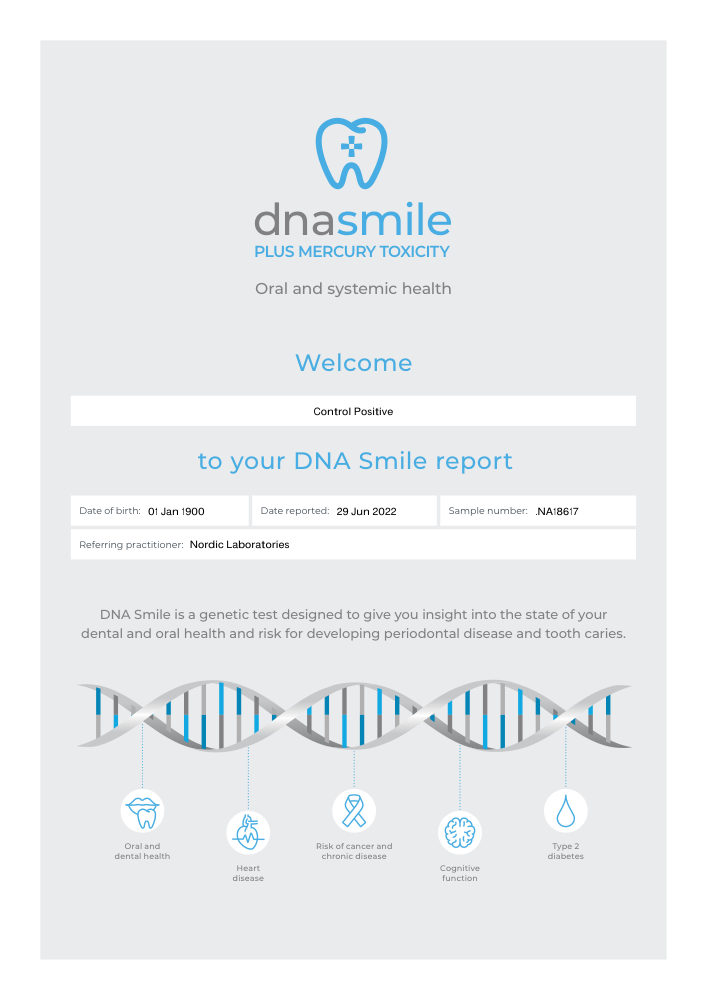 dnasmile
PLUS MERCURY TOXICITY
Oral and systemic health
Welcome
Control Positive
to your DNA Smile report
Date of birth: 01 Jan 1900
Date reported: 29 Jun 2022
Sample number: .NA18617
Referring practitioner: Nordic Laboratories
DNA Smile is a genetic test designed to give you insight into the state of your
dental and oral health and risk for developing periodontal disease and tooth caries.
Oral and
dental health
Heart
disease
Risk of cancer and
chronic disease
Cognitive
function
Type 2
diabetes